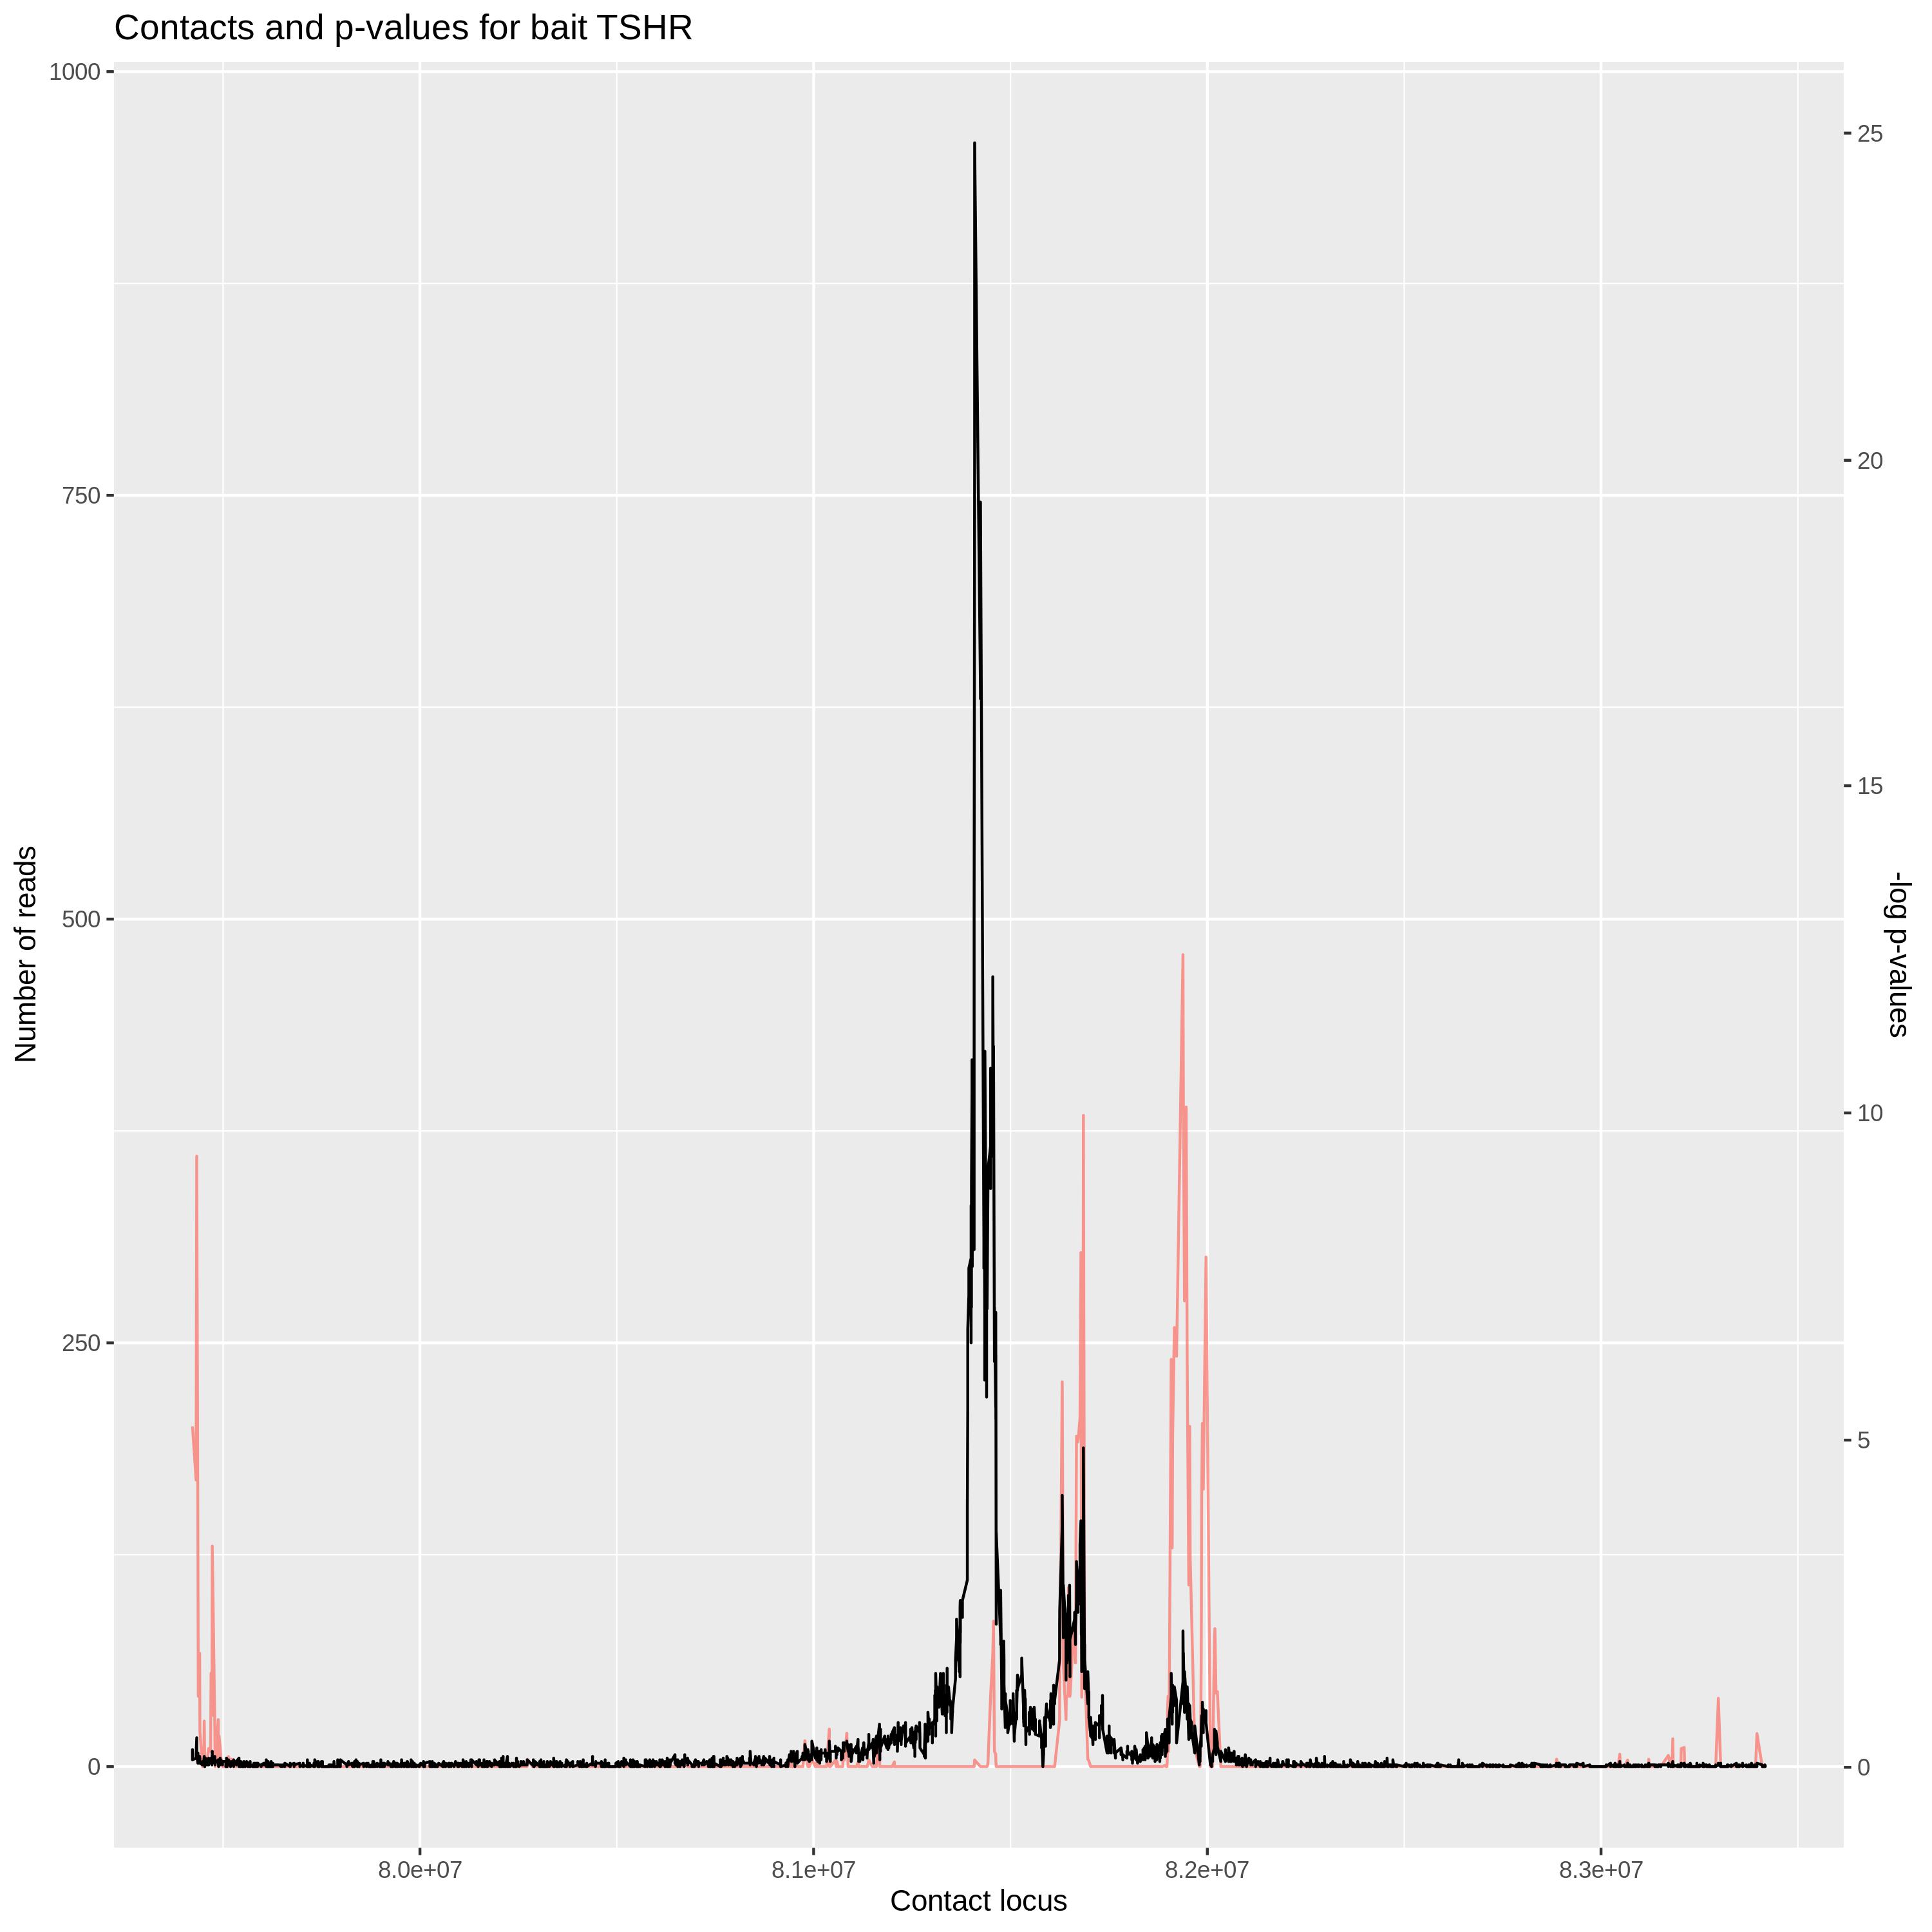 Contacts and p-values for bait TSHR
1000
750
500
250
0
Number of reads
25
20
15
10
5
0
-log p-values
8.0e+07
8.1e+07
8.2e+07
8.3e+07
Contact locus